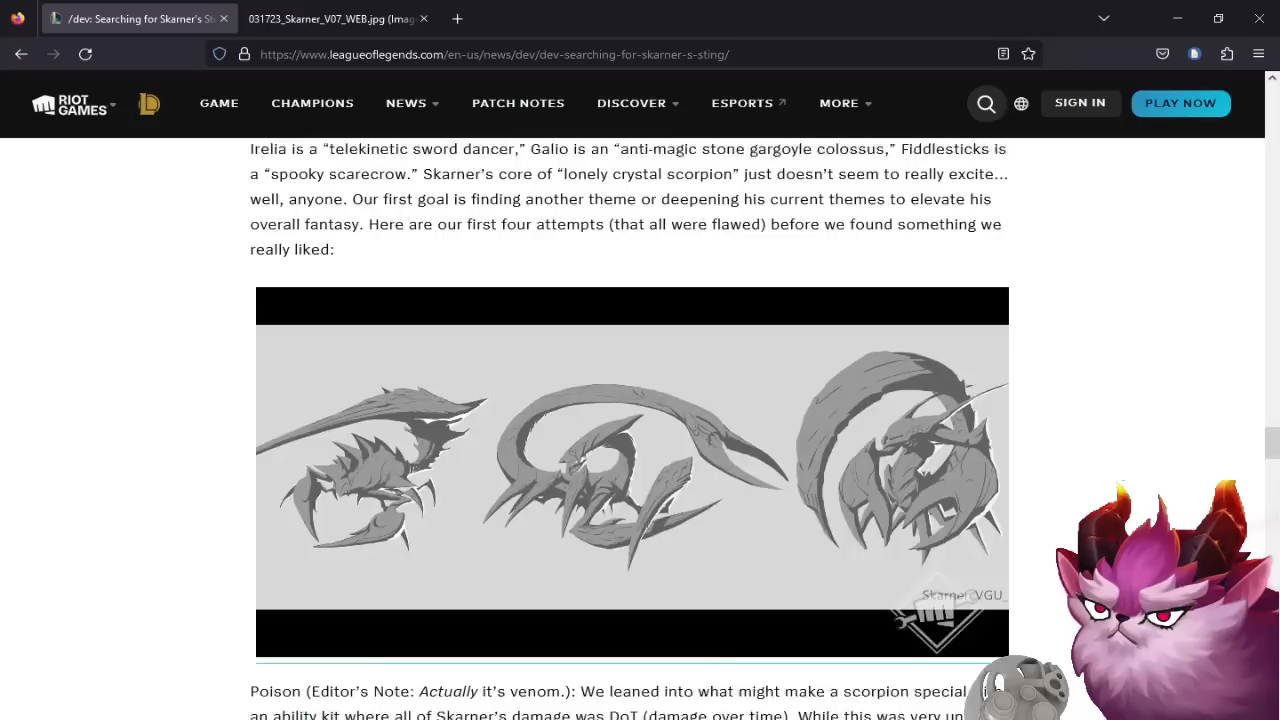 /dev: Searching for Skarner's St
031723_Skarner_V07_WEB.jpg (Imag
https://www.leagueoflegends.com/en-us/news/dev/dev-searching-for-skarner-s-sting/
RIOT GAMES
GAME
CHAMPIONS
NEWS
PATCH NOTES
DISCOVER
ESPORTS
MORE
SIGN IN
PLAY NOW
Irelia is a “telekinetic sword dancer,” Galio is an “anti-magic stone gargoyle colossus,” Fiddlesticks is
a “spooky scarecrow.” Skarner’s core of “lonely crystal scorpion” just doesn’t seem to really excite…
well, anyone. Our first goal is finding another theme or deepening his current themes to elevate his
overall fantasy. Here are our first four attempts (that all were flawed) before we found something we
really liked:
Skarner_VGU_
Poison (Editor’s Note: Actually it’s venom.): We leaned into what might make a scorpion special
an ability kit where all of Skarner’s damage was DoT (damage over time). While this was very un